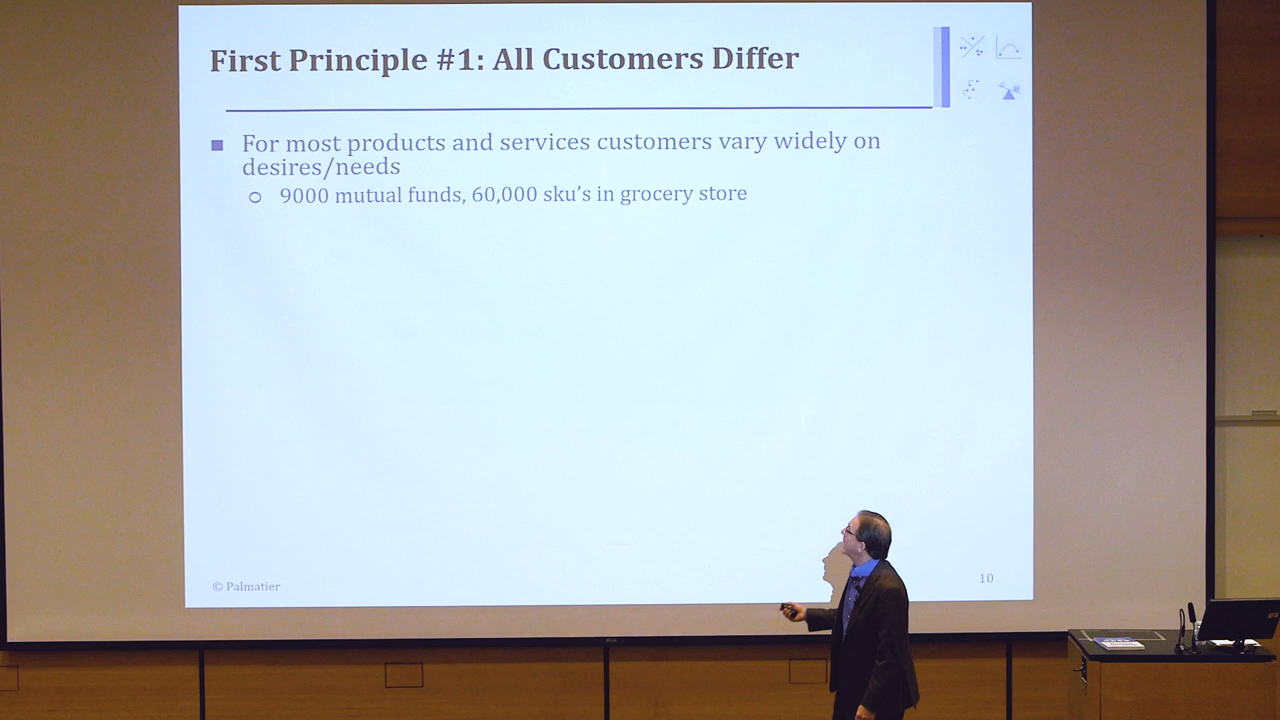 First Principle #1: All Customers Differ
For most products and services customers vary widely on
desires/needs
9000 mutual funds, 60,000 sku's in grocery store
© Palmatier
10